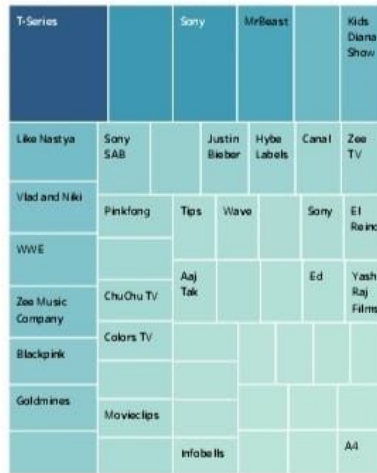 T-Series
Sony
MrBeast
Kids
Diana
Show
Like Nastya
Sony
SAB
Justin
Bieber
Hybe
Labels
Canal
Zee
TV
Vlad and Niki
Pinkfong
Tips
Wave
Sony
El
Reino
WWE
Zee Music
Company
ChuChu TV
Aaj
Tak
Ed
Yash
Raj
Films
Blackpink
Colors TV
Goldmines
Movieclips
Infobells
A4